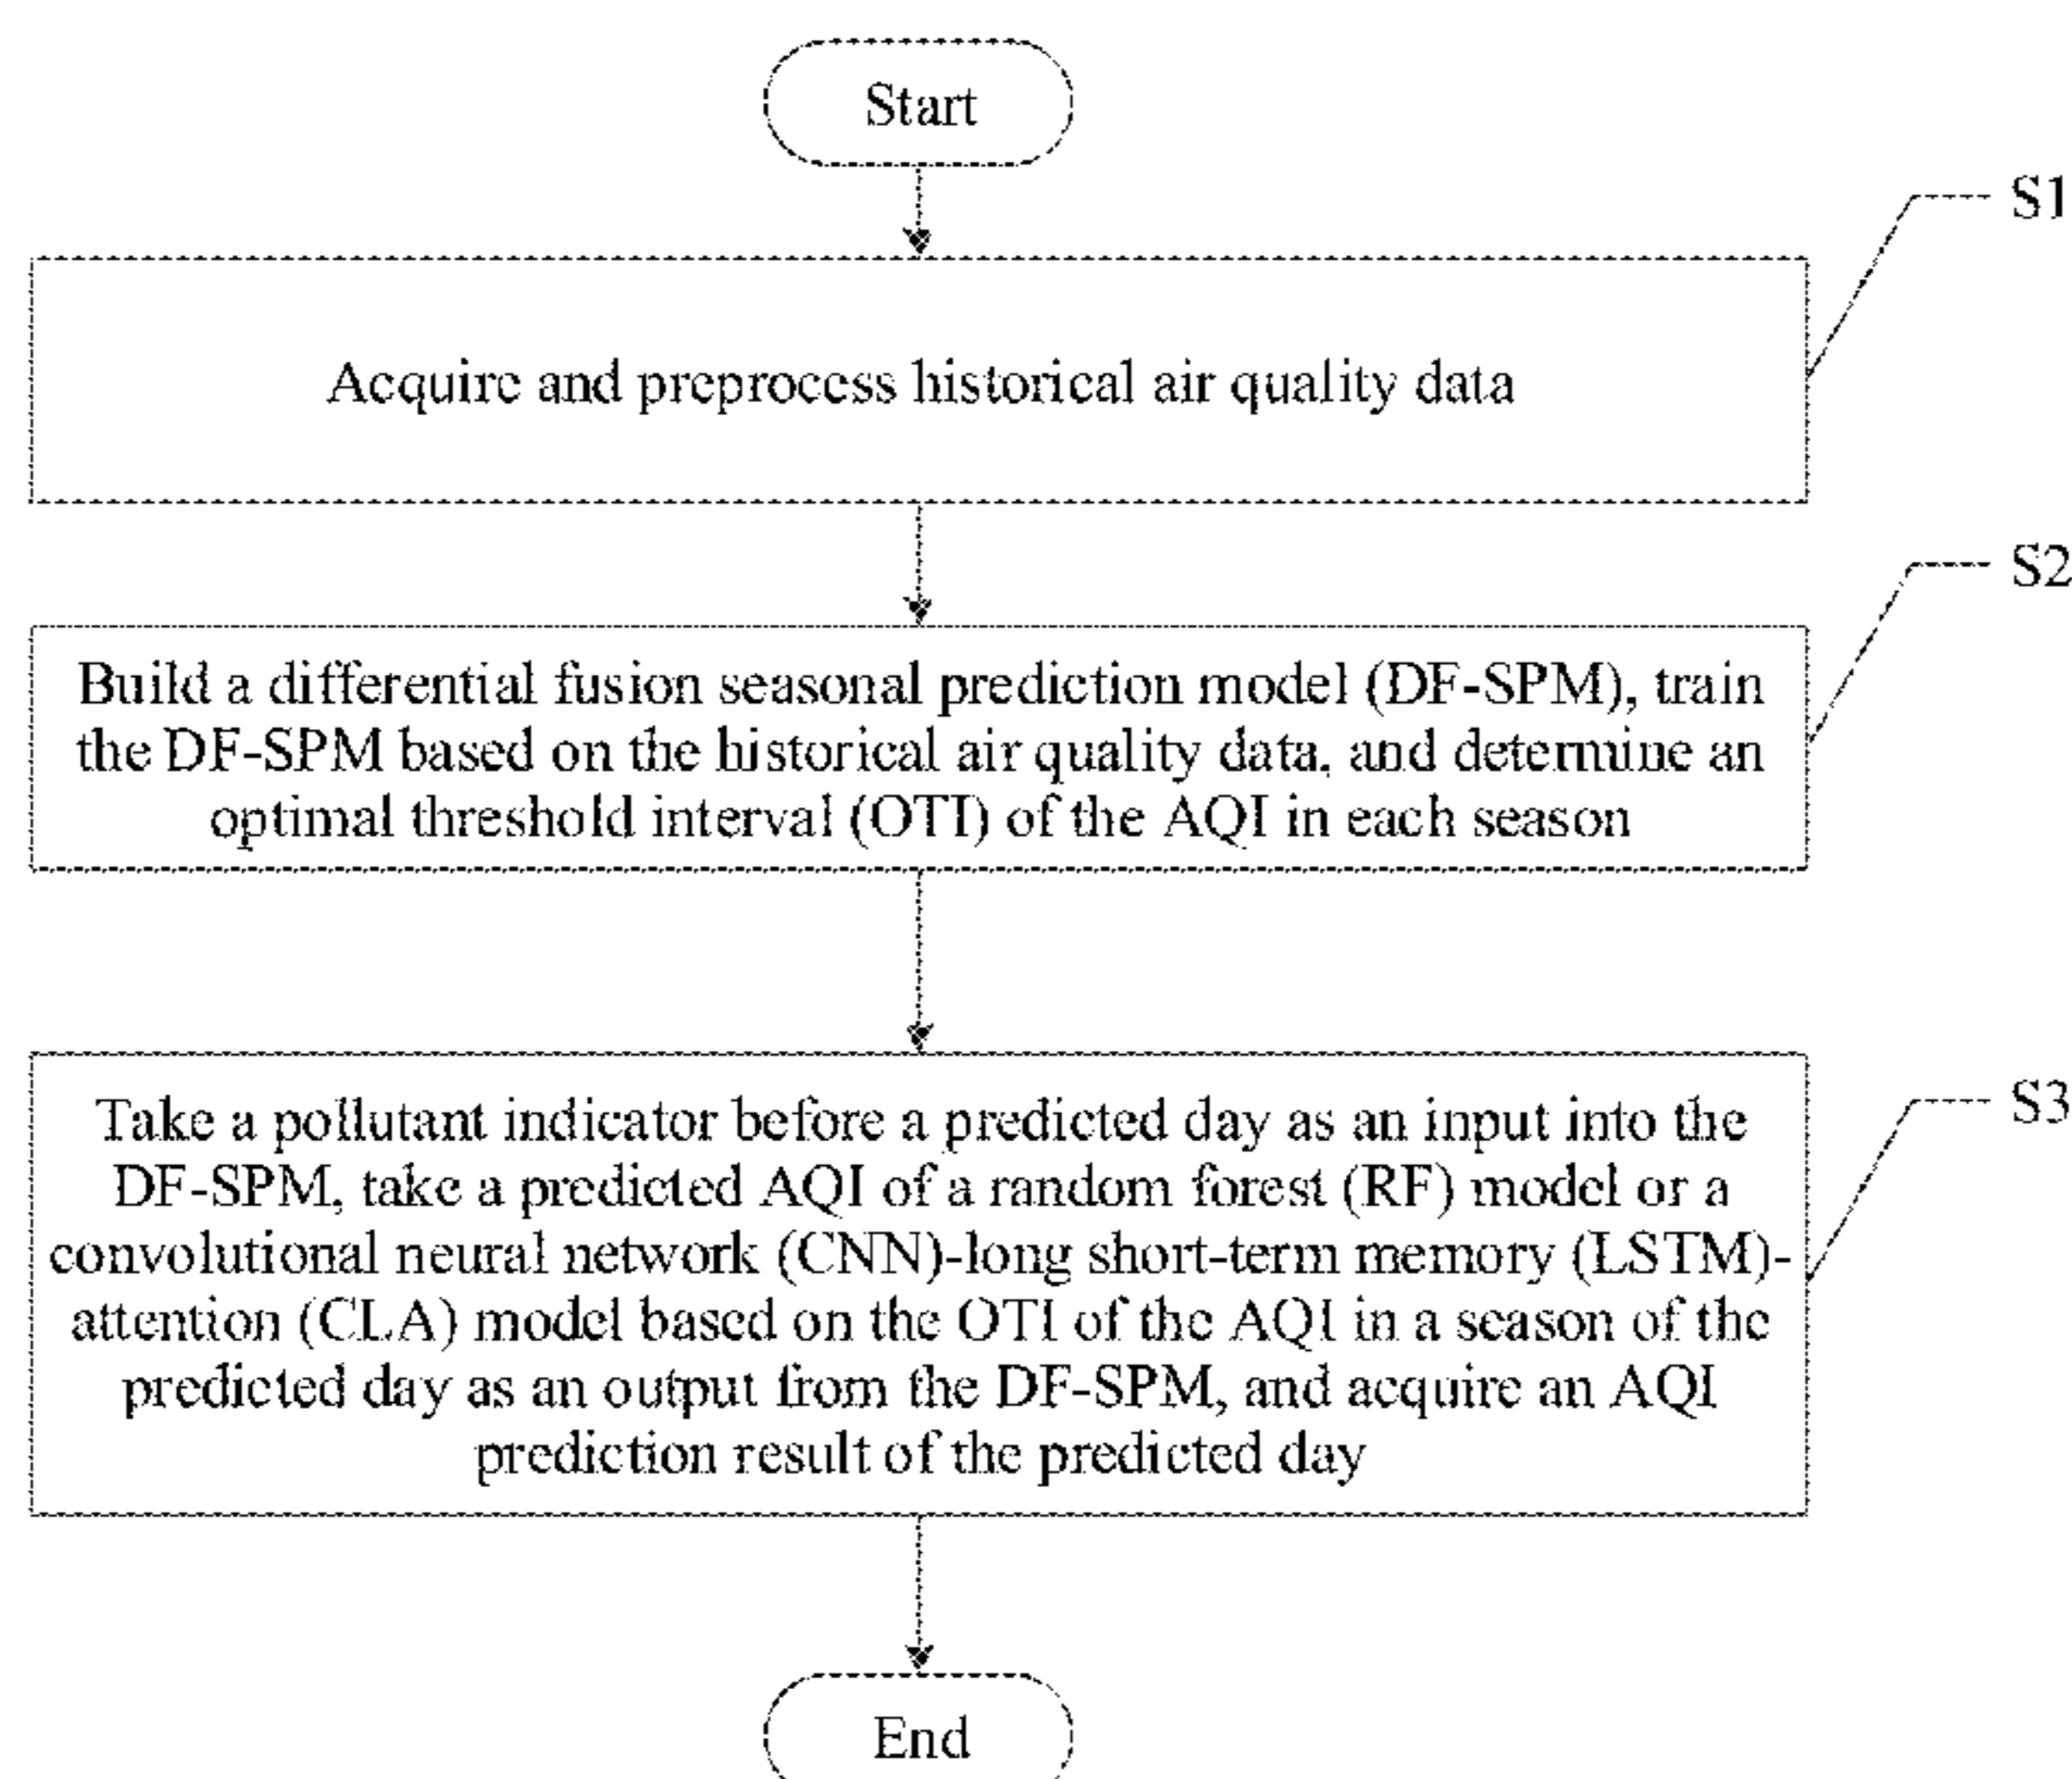 Start
S1
Acquire and preprocess historical air quality data
S2
Build a differential fusion seasonal prediction model (DF-SPM), train
the DF-SPM based on the historical air quality data, and determine an
optimal threshold interval (OTI) of the AQI in each season
S3
Take a pollutant indicator before a predicted day as an input into the
DF-SPM, take a predicted AQI of a random forest (RF) model or a
convolutional neural network (CNN)-long short-term memory (LSTM)-
attention (CLA) model based on the OTI of the AQI in a season of the
predicted day as an output from the DF-SPM, and acquire an AQI
prediction result of the predicted day
End